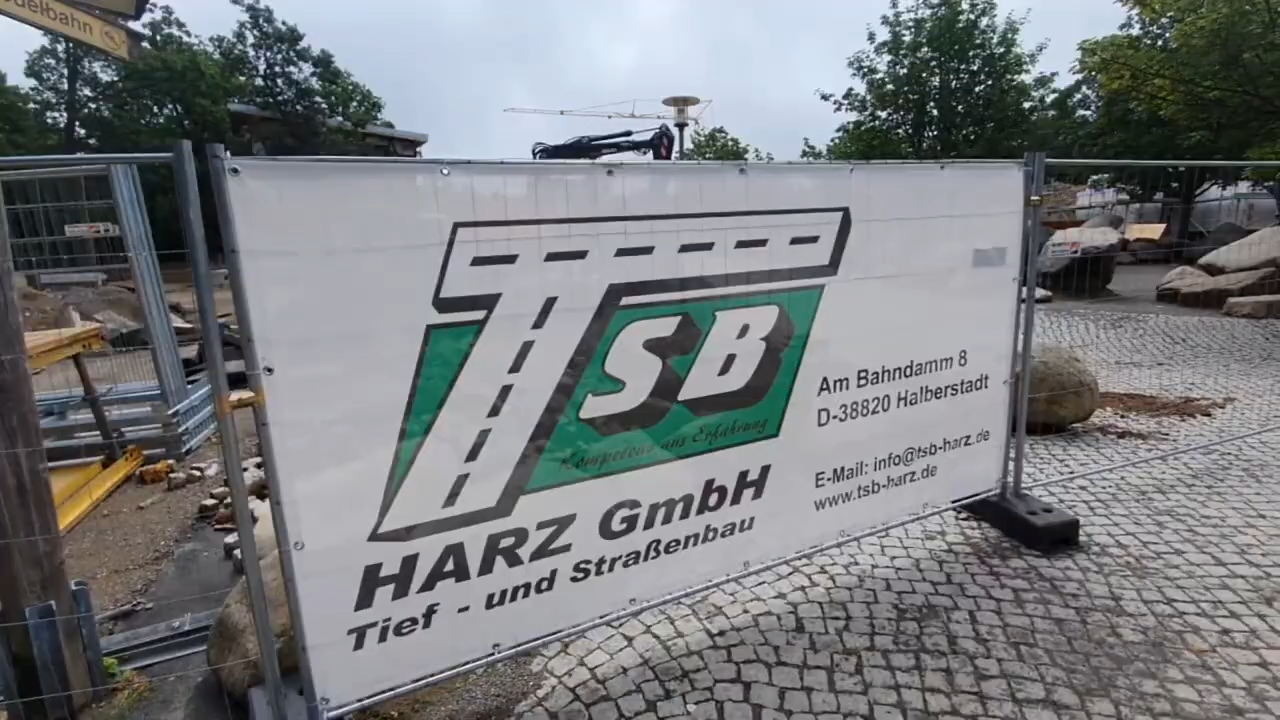 odelbahn
TSB
Kompetenz aus Erfahrung
HARZ GmbH
Tief - und Straßenbau
Am Bahndamm 8
D-38820 Halberstadt
E-Mail: info@tsb-harz.de
www.tsb-harz.de